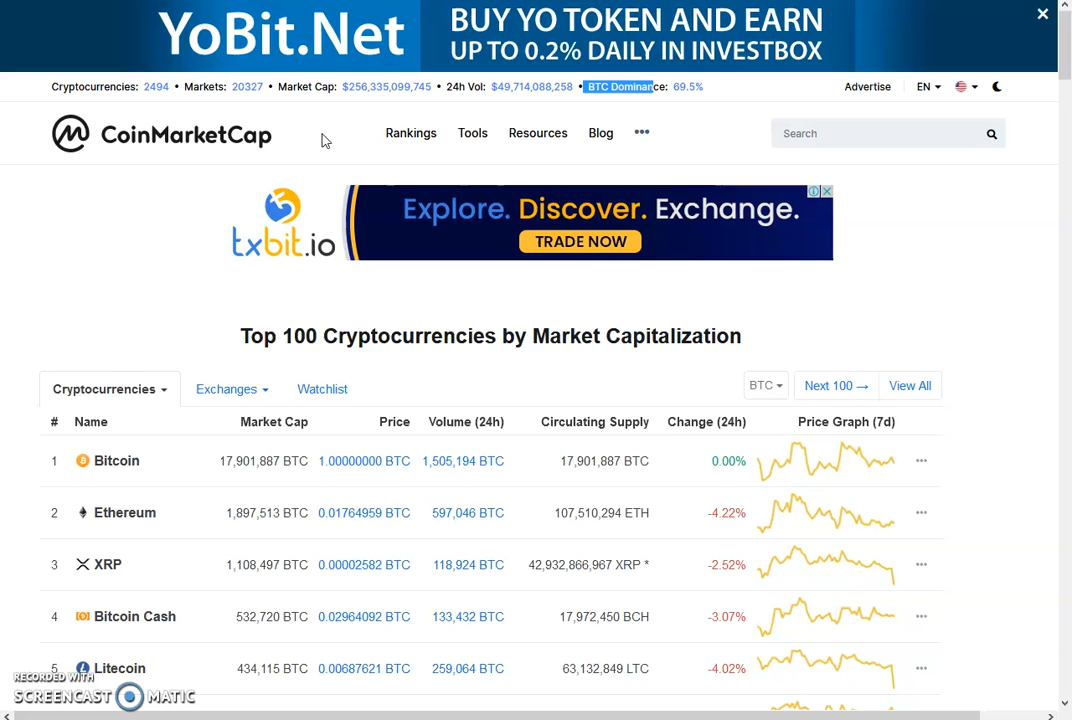 YoBit.Net
BUY YO TOKEN AND EARN
UP TO 0.2% DAILY IN INVESTBOX
Cryptocurrencies: 2494 • Markets: 20327 • Market Cap: $256,335,099,745 • 24h Vol: $49,714,088,258 • BTC Dominance: 69.5%
Advertise EN
CoinMarketCap
Rankings Tools Resources Blog •••
Search
txbit.io
Explore. Discover. Exchange.
TRADE NOW
Top 100 Cryptocurrencies by Market Capitalization
Cryptocurrencies Exchanges Watchlist BTC Next 100 → View All
# Name Market Cap Price Volume (24h) Circulating Supply Change (24h) Price Graph (7d)
1 Bitcoin 17,901,887 BTC 1.00000000 BTC 1,505,194 BTC 17,901,887 BTC 0.00%
2 Ethereum 1,897,513 BTC 0.01764959 BTC 597,046 BTC 107,510,294 ETH -4.22%
3 XRP 1,108,497 BTC 0.00002582 BTC 118,924 BTC 42,932,866,967 XRP * -2.52%
4 Bitcoin Cash 532,720 BTC 0.02964092 BTC 133,432 BTC 17,972,450 BCH -3.07%
5 Litecoin 434,115 BTC 0.00687621 BTC 259,064 BTC 63,132,849 LTC -4.02%
RECORDED WITH
SCREENCAST MATIC